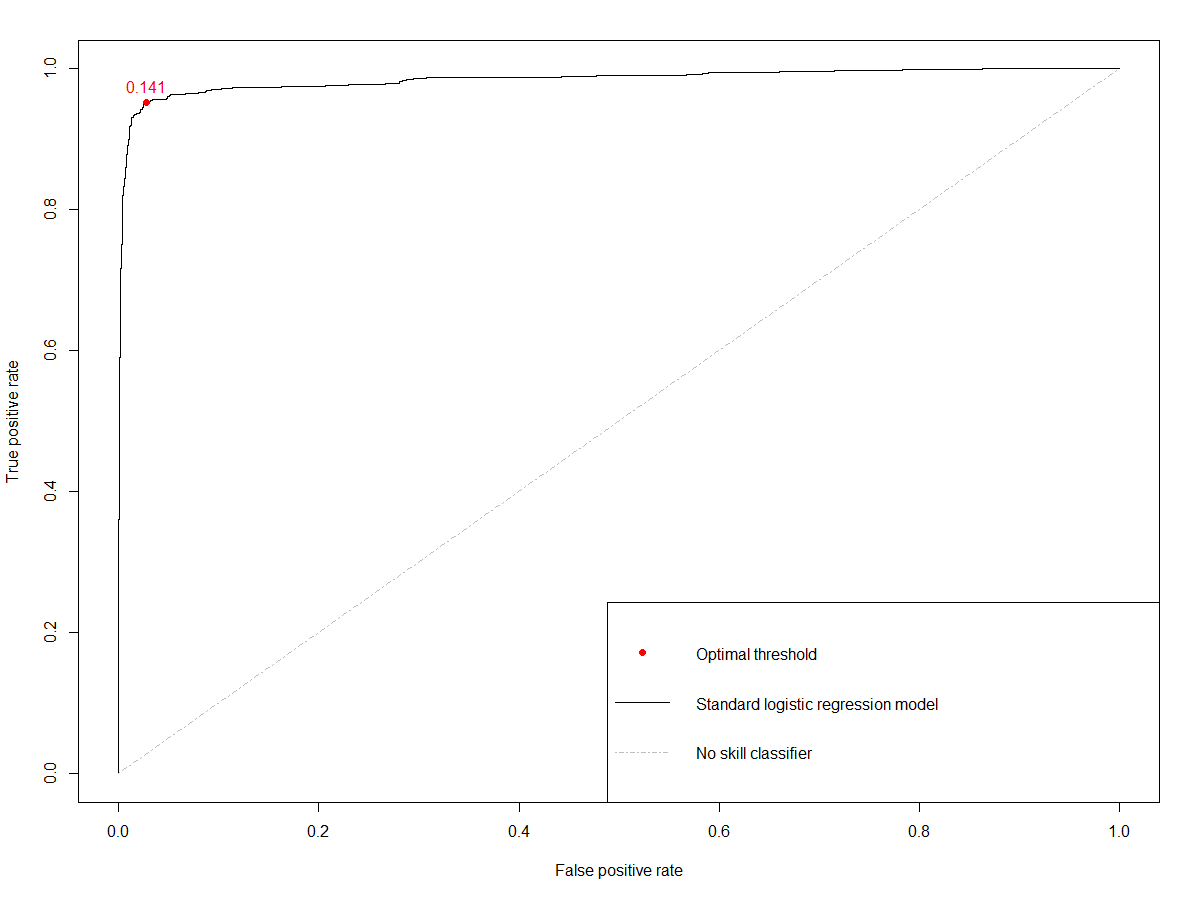 0.141
True positive rate
1.0
0.8
0.6
0.4
0.2
0.0
Optimal threshold
Standard logistic regression model
No skill classifier
0.0 0.2 0.4 0.6 0.8 1.0
False positive rate